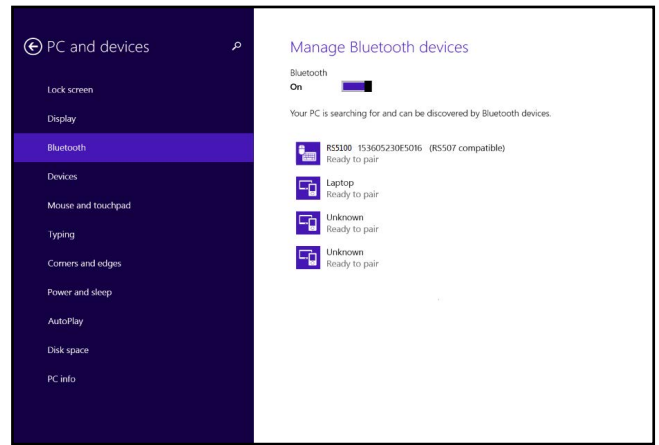 PC and devices
Lock screen
Display
Bluetooth
Devices
Mouse and touchpad
Typing
Corners and edges
Power and sleep
AutoPlay
Disk space
PC info
Manage Bluetooth devices
Bluetooth
On
Your PC is searching for and can be discovered by Bluetooth devices.
RS5100 153605230E5016 (RS507 compatible)
Ready to pair
Laptop
Ready to pair
Unknown
Ready to pair
Unknown
Ready to pair